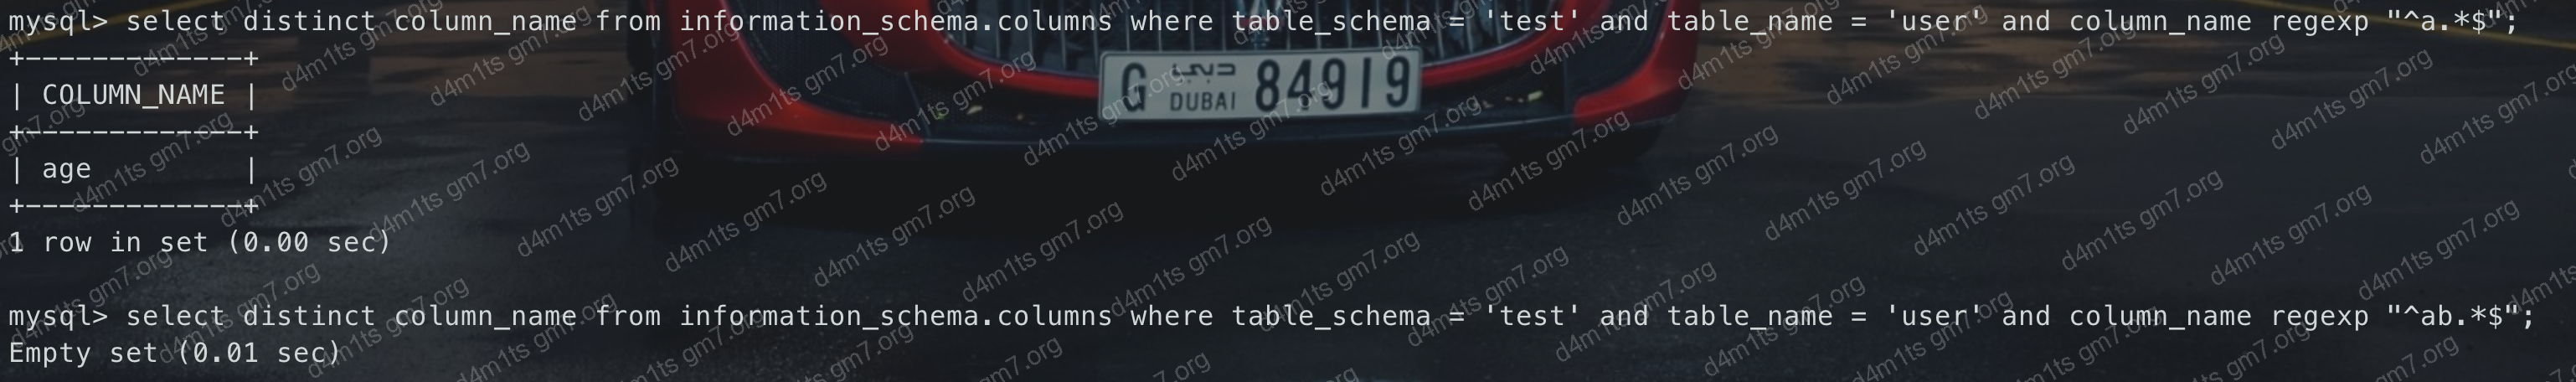 mysql> select distinct column_name from information_schema.columns where table_schema = 'test' and table_name = 'user' and column_name regexp "^a.*$";
+-------------+
| COLUMN_NAME |
+-------------+
| age         |
+-------------+
1 row in set (0.00 sec)
mysql> select distinct column_name from information_schema.columns where table_schema = 'test' and table_name = 'user' and column_name regexp "^ab.*$";
Empty set (0.01 sec)
G دبي 84919
DUBAI
d4m1ts gm7.org